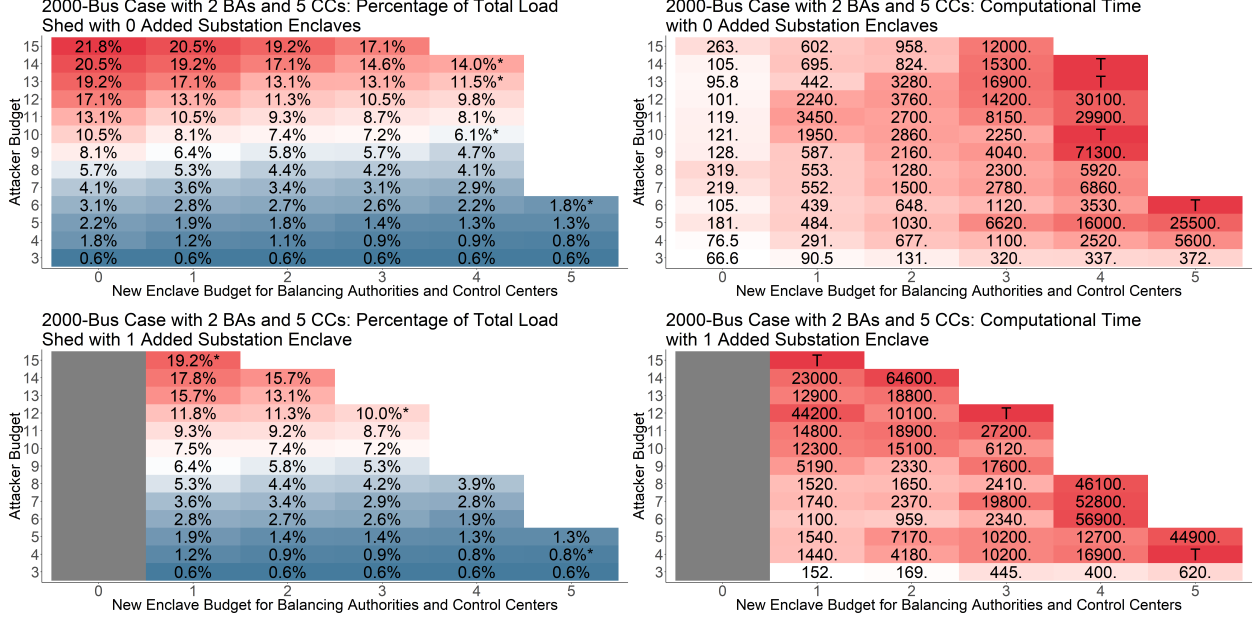 2000-Bus Case with 2 BAs and 5 CCs: Percentage of Total Load
Shed with 0 Added Substation Enclaves
Attacker Budget
15 21.8% 20.5% 19.2% 17.1%
14 20.5% 19.2% 17.1% 14.6% 14.0%*
13 19.2% 17.1% 13.1% 13.1% 11.5%*
12 17.1% 13.1% 11.3% 10.5% 9.8%
11 13.1% 10.5% 9.3% 8.7% 8.1%
10 10.5% 8.1% 7.4% 7.2% 6.1%*
9 8.1% 6.4% 5.8% 5.7% 4.7%
8 5.7% 5.3% 4.4% 4.2% 4.1%
7 4.1% 3.6% 3.4% 3.1% 2.9%
6 3.1% 2.8% 2.7% 2.6% 2.2% 1.8%*
5 2.2% 1.9% 1.8% 1.4% 1.3% 1.3%
4 1.8% 1.2% 1.1% 0.9% 0.9% 0.8%
3 0.6% 0.6% 0.6% 0.6% 0.6% 0.6%
0 1 2 3 4 5
New Enclave Budget for Balancing Authorities and Control Centers
2000-Bus Case with 2 BAs and 5 CCs: Computational Time
with 0 Added Substation Enclaves
Attacker Budget
15 263. 602. 958. 12000.
14 105. 695. 824. 15300. T
13 95.8 442. 3280. 16900. T
12 101. 2240. 3760. 14200. 30100.
11 119. 3450. 2700. 8150. 29900.
10 121. 1950. 2860. 2250. T
9 128. 587. 2160. 4040. 71300.
8 319. 553. 1280. 2300. 5920.
7 219. 552. 1500. 2780. 6860.
6 105. 439. 648. 1120. 3530. T
5 181. 484. 1030. 6620. 16000. 25500.
4 76.5 291. 677. 1100. 2520. 5600.
3 66.6 90.5 131. 320. 337. 372.
0 1 2 3 4 5
New Enclave Budget for Balancing Authorities and Control Centers
2000-Bus Case with 2 BAs and 5 CCs: Percentage of Total Load
Shed with 1 Added Substation Enclave
Attacker Budget
15 19.2%*
14 17.8% 15.7%
13 15.7% 13.1%
12 11.8% 11.3% 10.0%*
11 9.3% 9.2% 8.7%
10 7.5% 7.4% 7.2%
9 6.4% 5.8% 5.3%
8 5.3% 4.4% 4.2% 3.9%
7 3.6% 3.4% 2.9% 2.8%
6 2.8% 2.7% 2.6% 1.9%
5 1.9% 1.4% 1.4% 1.3% 1.3%
4 1.2% 0.9% 0.9% 0.8% 0.8%*
3 0.6% 0.6% 0.6% 0.6% 0.6%
0 1 2 3 4 5
New Enclave Budget for Balancing Authorities and Control Centers
2000-Bus Case with 2 BAs and 5 CCs: Computational Time
with 1 Added Substation Enclave
Attacker Budget
15 T
14 23000. 64600.
13 12900. 18800.
12 44200. 10100. T
11 14800. 18900. 27200.
10 12300. 15100. 6120.
9 5190. 2330. 17600.
8 1520. 1650. 2410. 46100.
7 1740. 2370. 19800. 52800.
6 1100. 959. 2340. 56900.
5 1540. 7170. 10200. 12700. 44900.
4 1440. 4180. 10200. 16900. T
3 152. 169. 445. 400. 620.
0 1 2 3 4 5
New Enclave Budget for Balancing Authorities and Control Centers